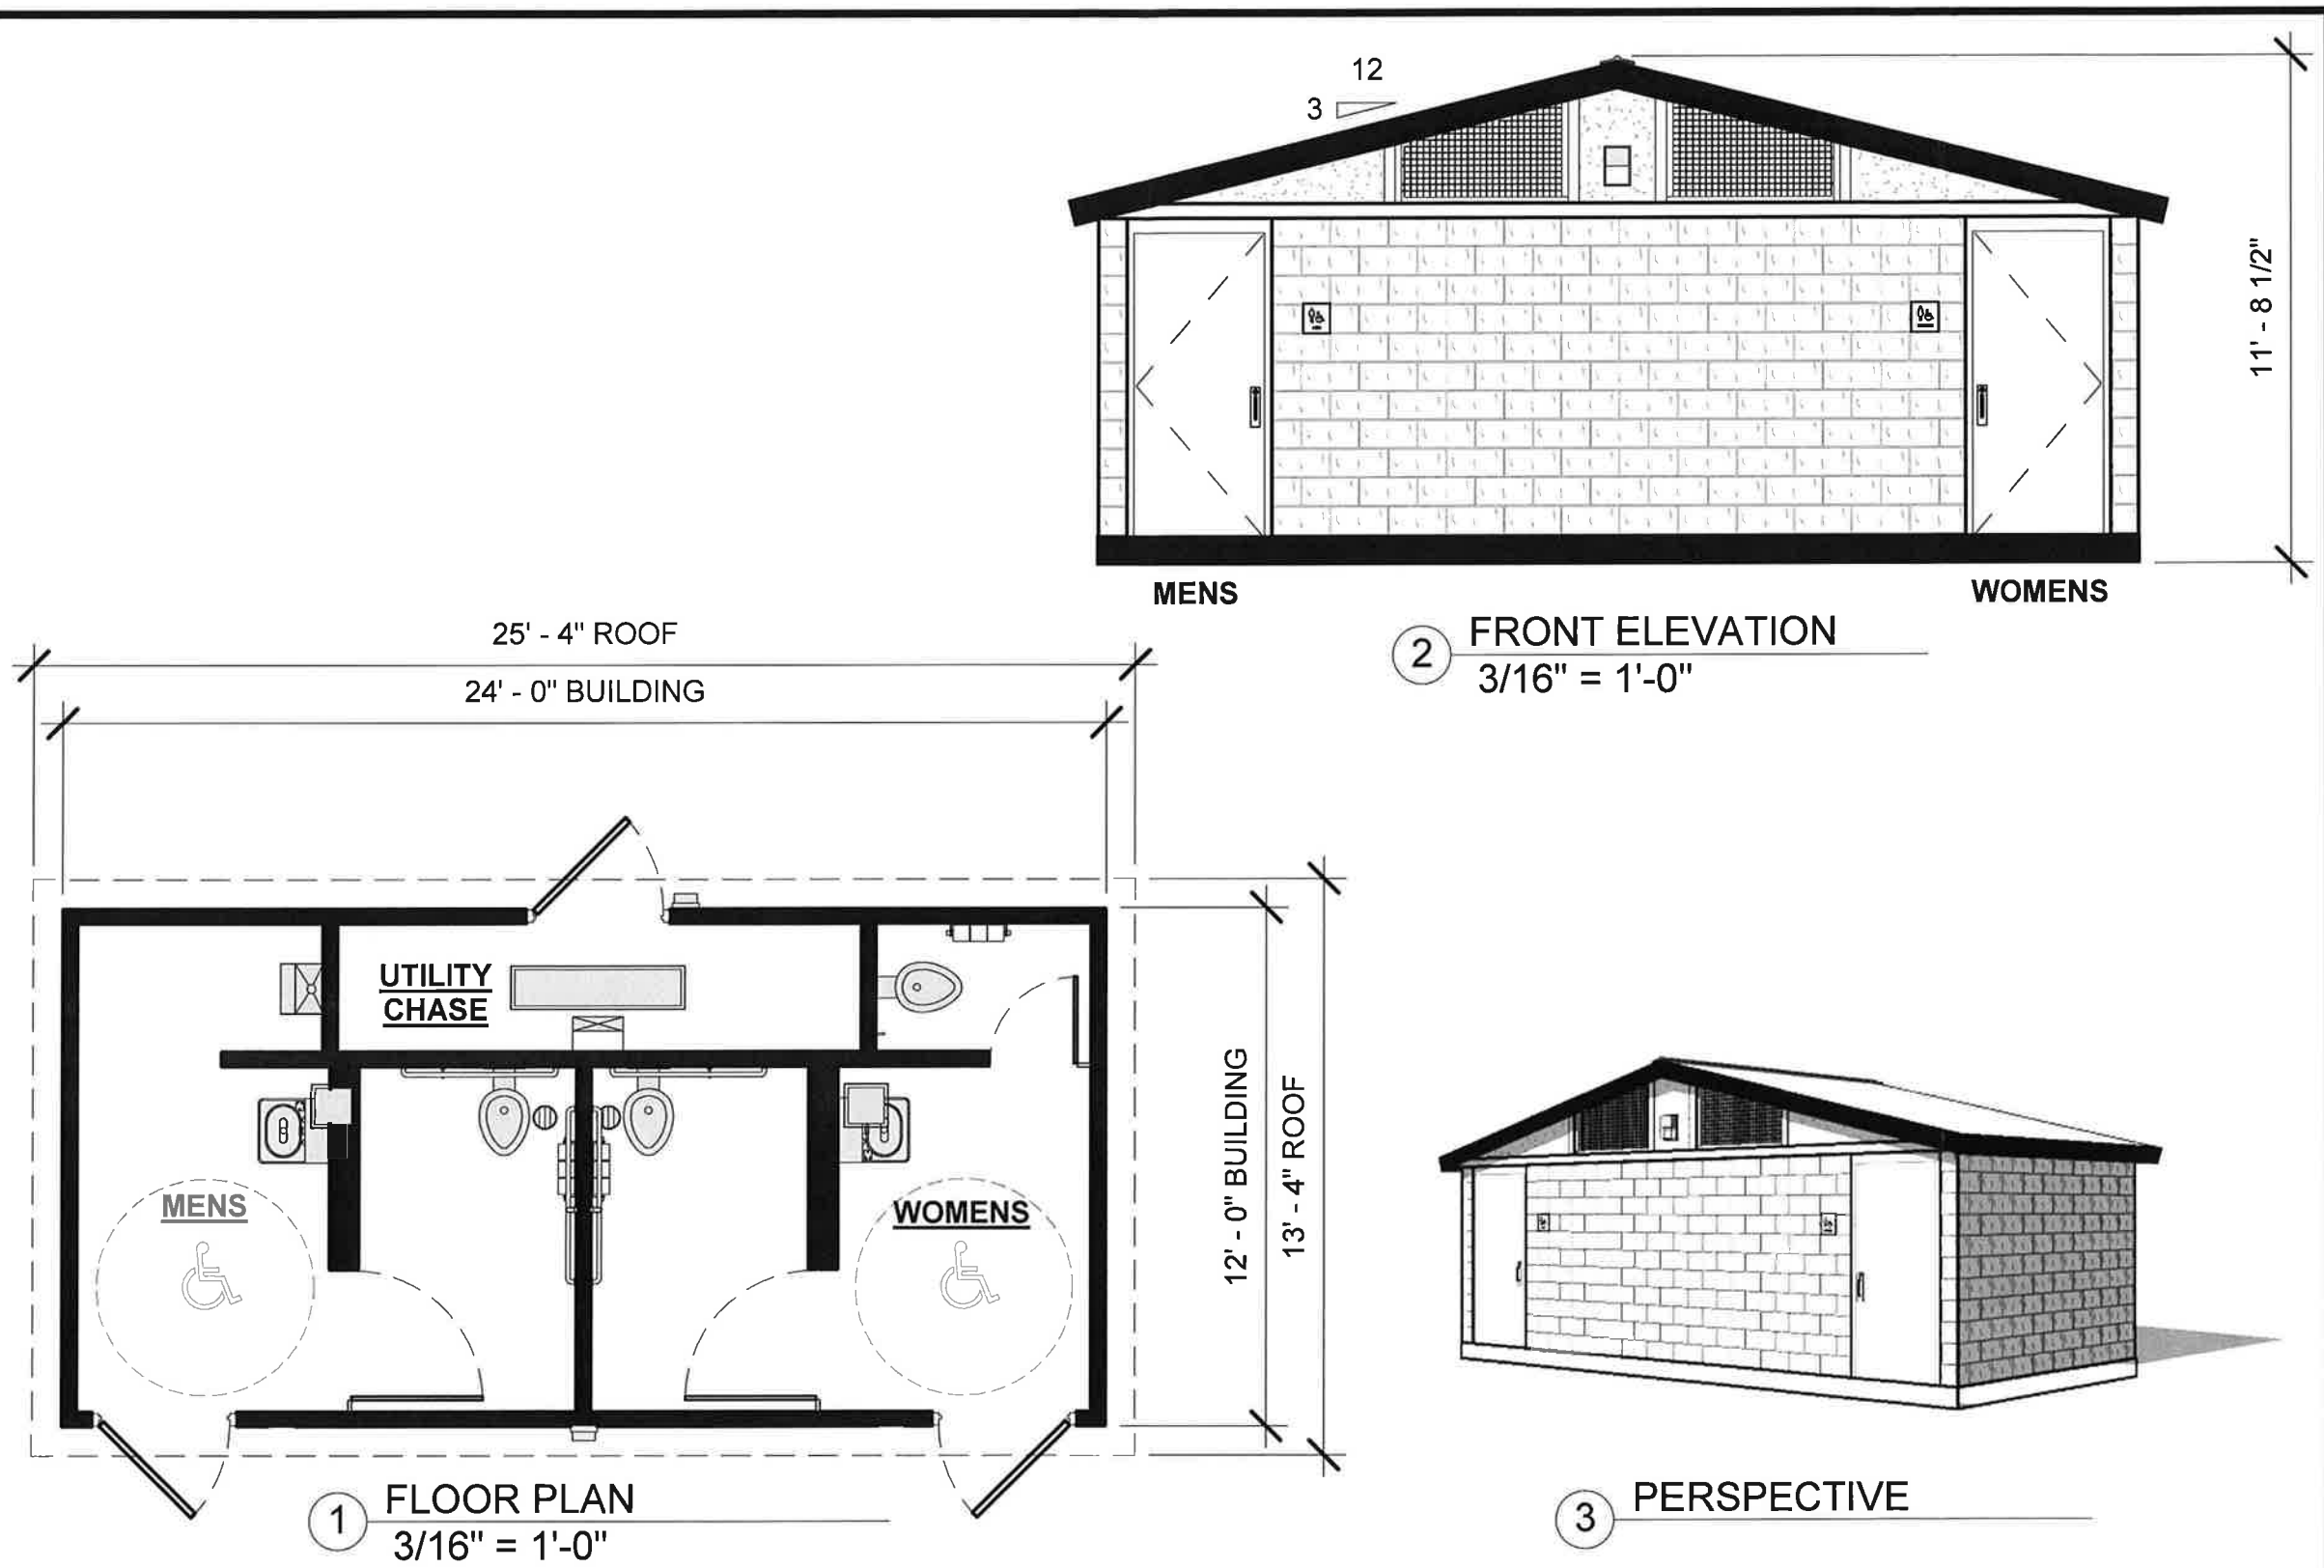 12
3
11' - 8 1/2"
MENS
WOMENS
2
FRONT ELEVATION
3/16" = 1'-0"
25' - 4" ROOF
24' - 0" BUILDING
UTILITY
CHASE
MENS
WOMENS
12' - 0" BUILDING
13' - 4" ROOF
1
FLOOR PLAN
3/16" = 1'-0"
3
PERSPECTIVE